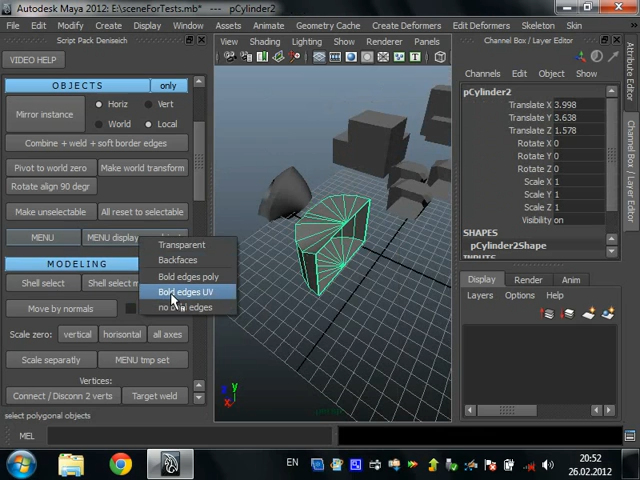 Autodesk Maya 2012: E:\sceneForTests.mb* --- pCylinder2
File Edit Modify Create Display Window Assets Animate Geometry Cache Create Deformers Edit Deformers Skeleton Skin
Script Pack Deniseich
VIDEO HELP
OBJECTS only
Mirror instance Horiz Vert
World Local
Combine + weld + soft border edges
Pivot to world zero Make world transform
Rotate align 90 degr
Make unselectable All reset to selectable
MENU MENU display
MODELING
Shell select
Move by normals
Scale zero: vertical horisontal all axes
Scale separatly MENU tmp set
Vertices:
Connect / Disconn 2 verts Target weld
select polygonal objects
Transparent
Backfaces
Bold edges poly
Bold edges UV
no bold edges
View Shading Lighting Show Renderer Panels
persp
y
z
x
Channel Box / Layer Editor
Channels Edit Object Show
pCylinder2
Translate X 3.998
Translate Y 3.638
Translate Z 1.578
Rotate X 0
Rotate Y 0
Rotate Z 0
Scale X 1
Scale Y 1
Scale Z 1
Visibility on
SHAPES
pCylinder2Shape
Display Render Anim
Layers Options Help
Attribute Editor
Channel Box / Layer Editor
MEL
EN
20:52
26.02.2012